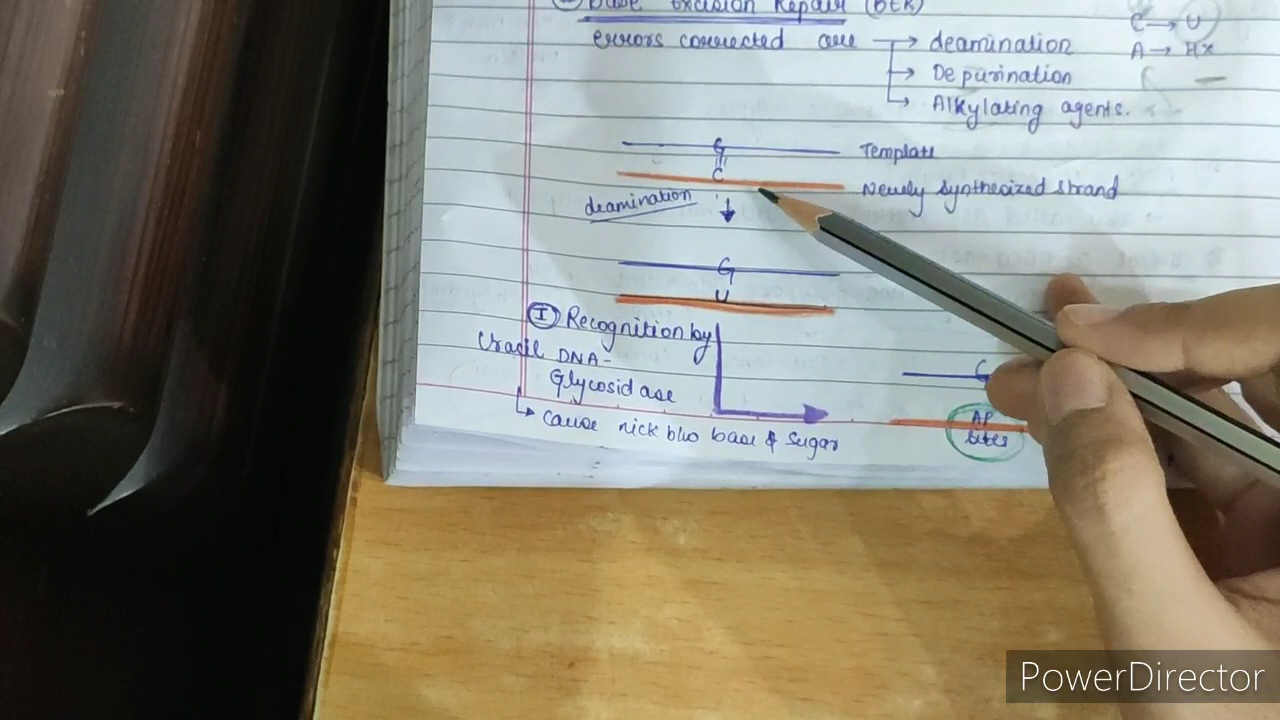 Base Excision Repair (BER)
C → U
errors corrected are → deamination
A → Hx
→ Depurination
→ Alkylating agents.
G
Template
C
Newly synthesized strand
deamination
G
U
I Recognition by
Uracil DNA-
Glycosidase
G
AP
sites
↳ cause nick b/w base & sugar
PowerDirector